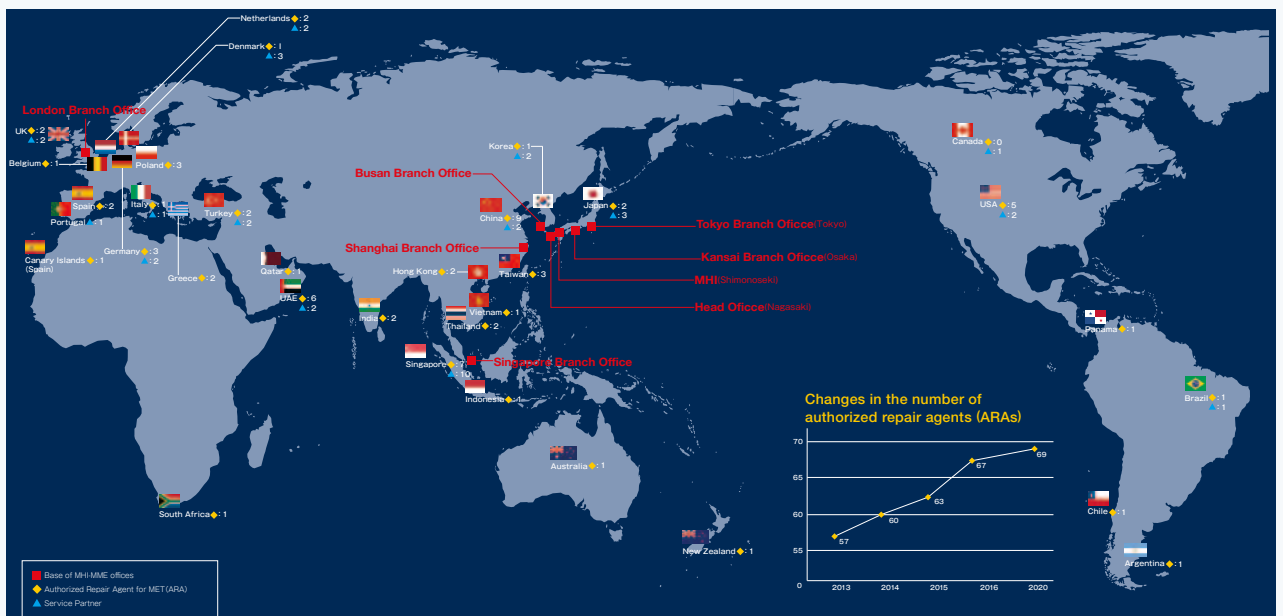 Netherlands◆: 2
▲: 2
Denmark◆: 1
▲: 3
London Branch Office
UK◆: 2
▲: 2
Belgium◆: 1
Poland◆: 3
Spain◆: 2
Portugal▲: 1
Italy◆: 1
▲: 1
Turkey◆: 2
▲: 2
Canary Islands◆: 1
(Spain)
Germany◆: 3
▲: 2
Greece◆: 2
Qatar◆: 1
UAE◆: 6
▲: 2
Korea◆: 1
▲: 2
Busan Branch Office
China◆: 9
▲: 2
Japan◆: 2
▲: 3
Shanghai Branch Office
Hong Kong◆: 2
Taiwan◆: 3
Tokyo Branch Oficce(Tokyo)
Kansai Branch Oficce(Osaka)
MHI(Shimonoseki)
Head Oficce(Nagasaki)
India◆: 2
Vietnam◆: 1
Thailand◆: 2
Singapore◆: 7
▲: 10
Singapore Branch Office
Indonesia◆: 1
Australia◆: 1
New Zealand◆: 1
South Africa◆: 1
Canada◆: 0
▲: 1
USA◆: 5
▲: 2
Panama◆: 1
Brazil◆: 1
▲: 1
Chile◆: 1
Argentina◆: 1
Changes in the number of
authorized repair agents (ARAs)
70
65
60
55
0
57
60
63
67
69
2013 2014 2015 2016 2020
Base of MHI-MME offices
Authorized Repair Agent for MET(ARA)
Service Partner